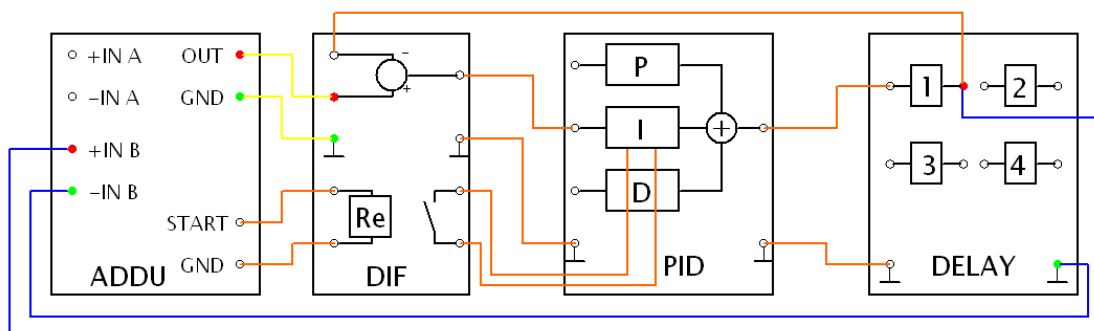 +IN A OUT
-IN A GND
+IN B
-IN B
START
GND
ADDU
-
+
Re
DIF
P
I
+
D
PID
1 2
3 4
DELAY